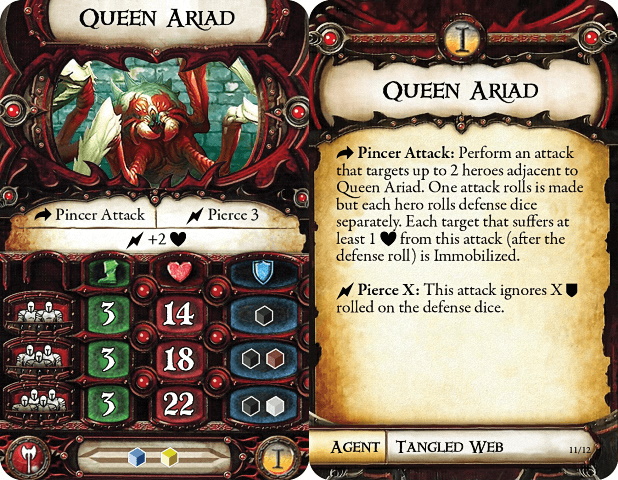 QUEEN ARIAD
Pincer Attack
Pierce 3
+2
3 14
3 18
3 22
I
I
QUEEN ARIAD
Pincer Attack: Perform an attack
that targets up to 2 heroes adjacent to
Queen Ariad. One attack rolls is made
but each hero rolls defense dice
separately. Each target that suffers at
least 1 from this attack (after the
defense roll) is Immobilized.
Pierce X: This attack ignores X
rolled on the defense dice.
AGENT TANGLED WEB 11/12